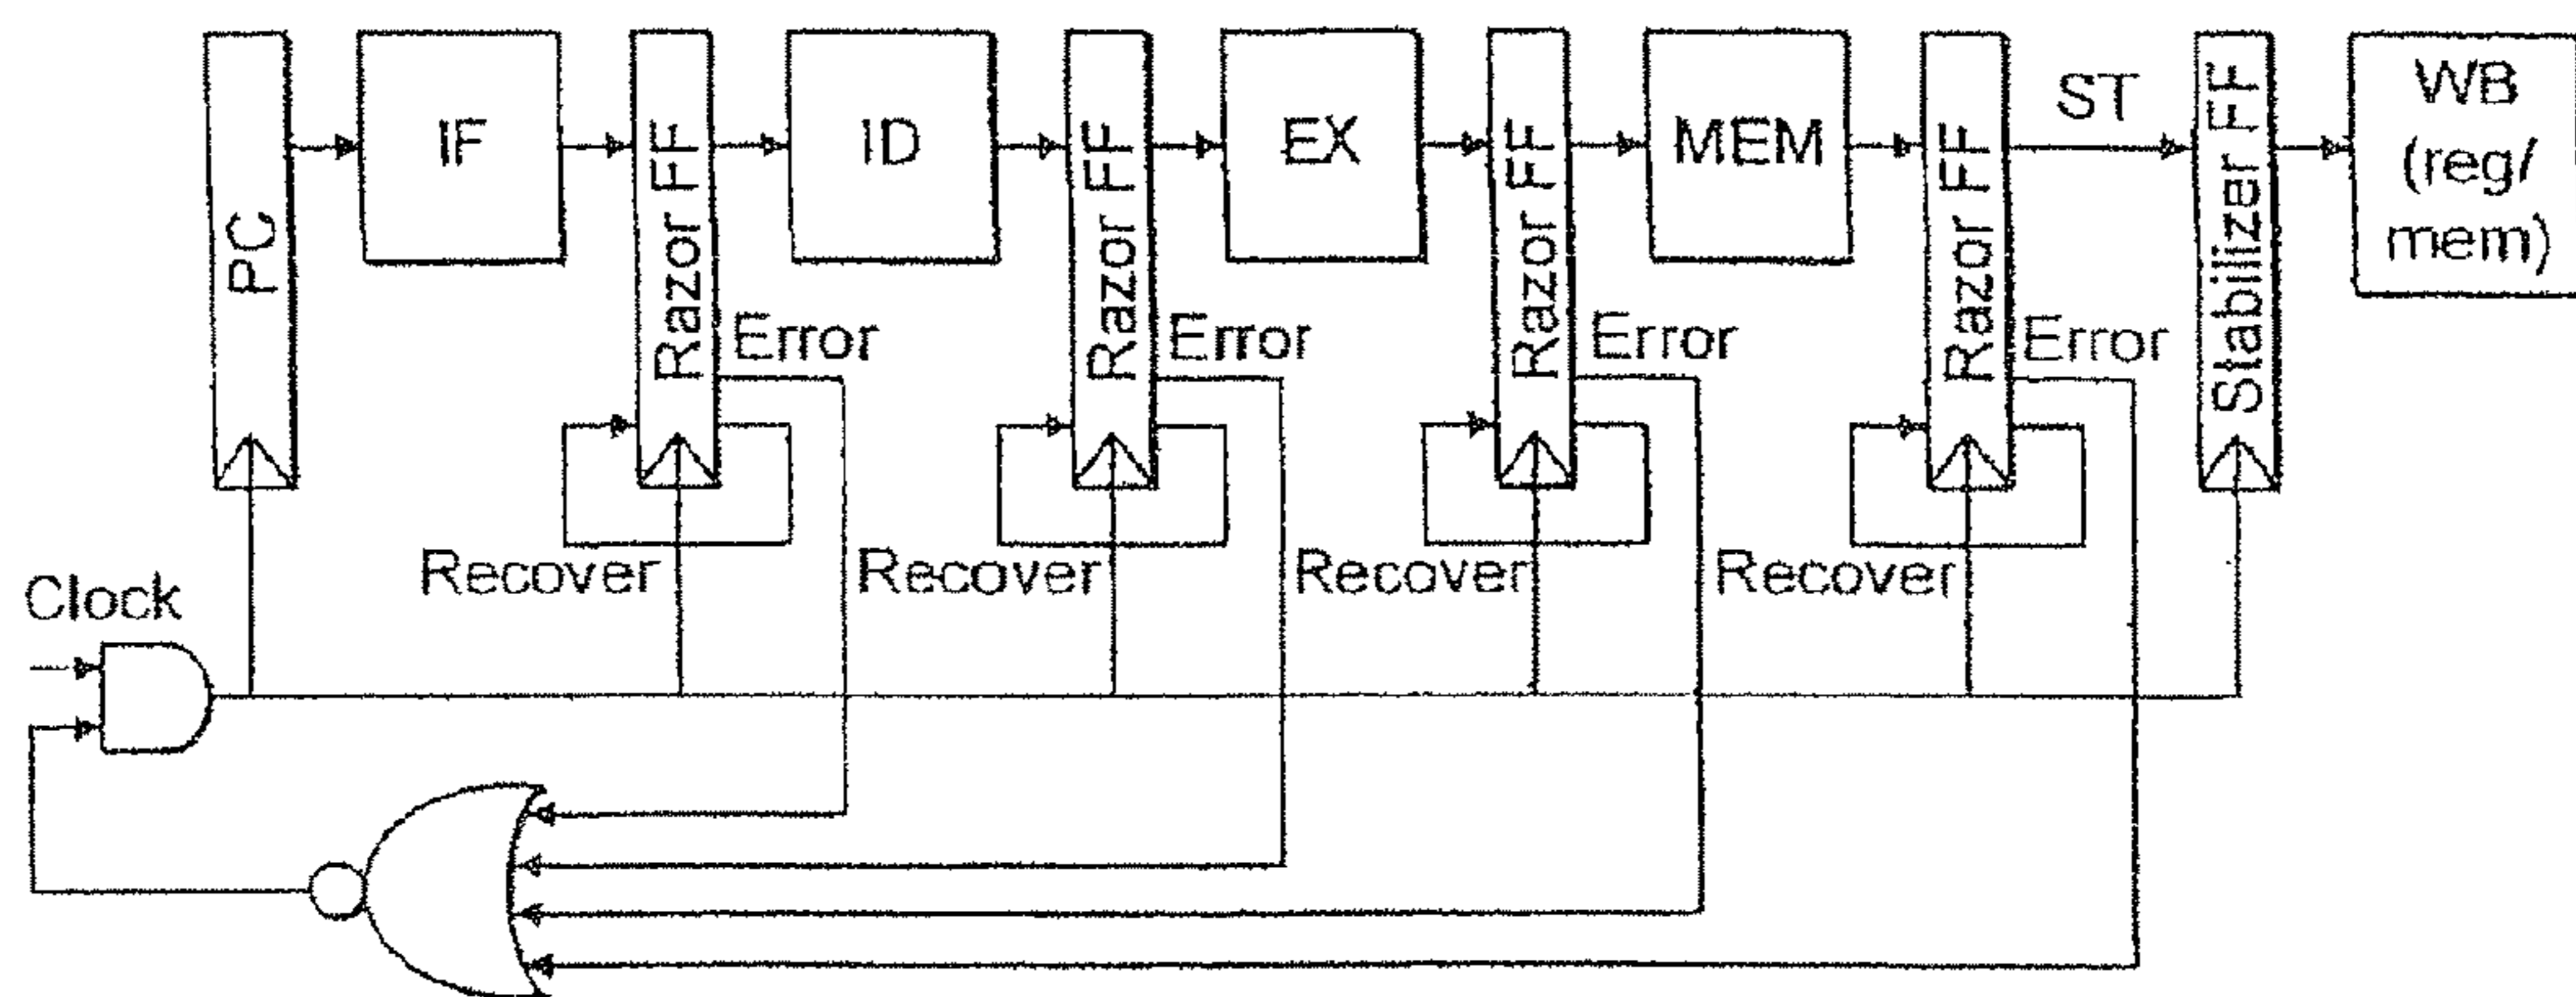 PC
IF
Razor FF
ID
Razor FF
EX
Razor FF
MEM
Razor FF
ST
Stabilizer FF
WB
(reg/
mem)
Error
Error
Error
Error
Recover
Recover
Recover
Recover
Clock